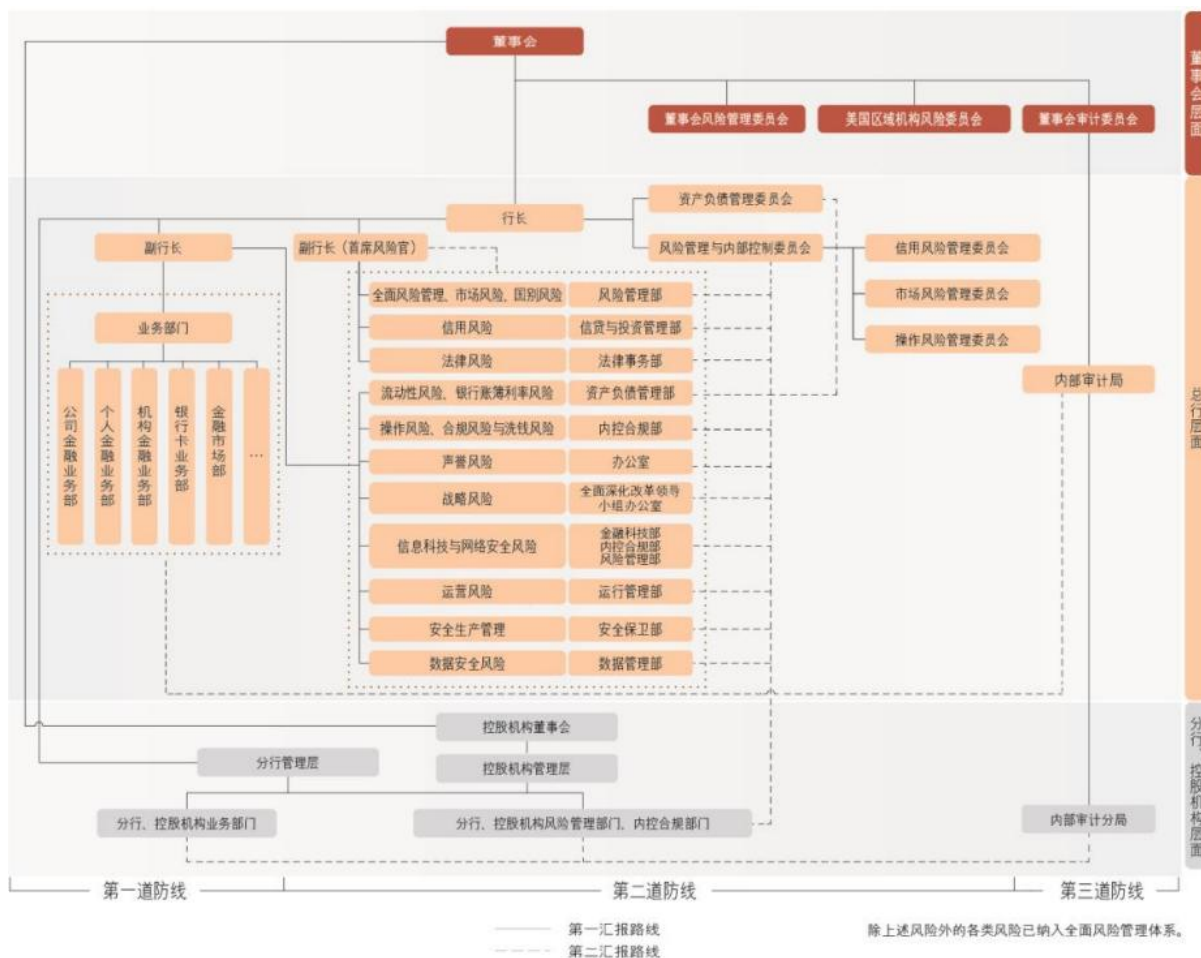 董事会
董事会风险管理委员会
美国区域机构风险委员会
董事会审计委员会
董事会层面
行长
资产负债管理委员会
副行长
副行长（首席风险官）
风险管理与内部控制委员会
信用风险管理委员会
市场风险管理委员会
操作风险管理委员会
业务部门
公司金融业务部
个人金融业务部
机构金融业务部
银行卡业务部
金融市场部
…
全面风险管理、市场风险、国别风险
风险管理部
信用风险
信贷与投资管理部
法律风险
法律事务部
流动性风险、银行账簿利率风险
资产负债管理部
操作风险、合规风险与洗钱风险
内控合规部
声誉风险
办公室
战略风险
全面深化改革领导
小组办公室
信息科技与网络安全风险
金融科技部
内控合规部
风险管理部
运营风险
运行管理部
安全生产管理
安全保卫部
数据安全风险
数据管理部
内部审计局
总行层面
控股机构董事会
分行管理层
控股机构管理层
分行、控股机构业务部门
分行、控股机构风险管理部门、内控合规部门
内部审计分局
分行、控股机构层面
第一道防线
第二道防线
第三道防线
第一汇报路线
第二汇报路线
除上述风险外的各类风险已纳入全面风险管理体系。